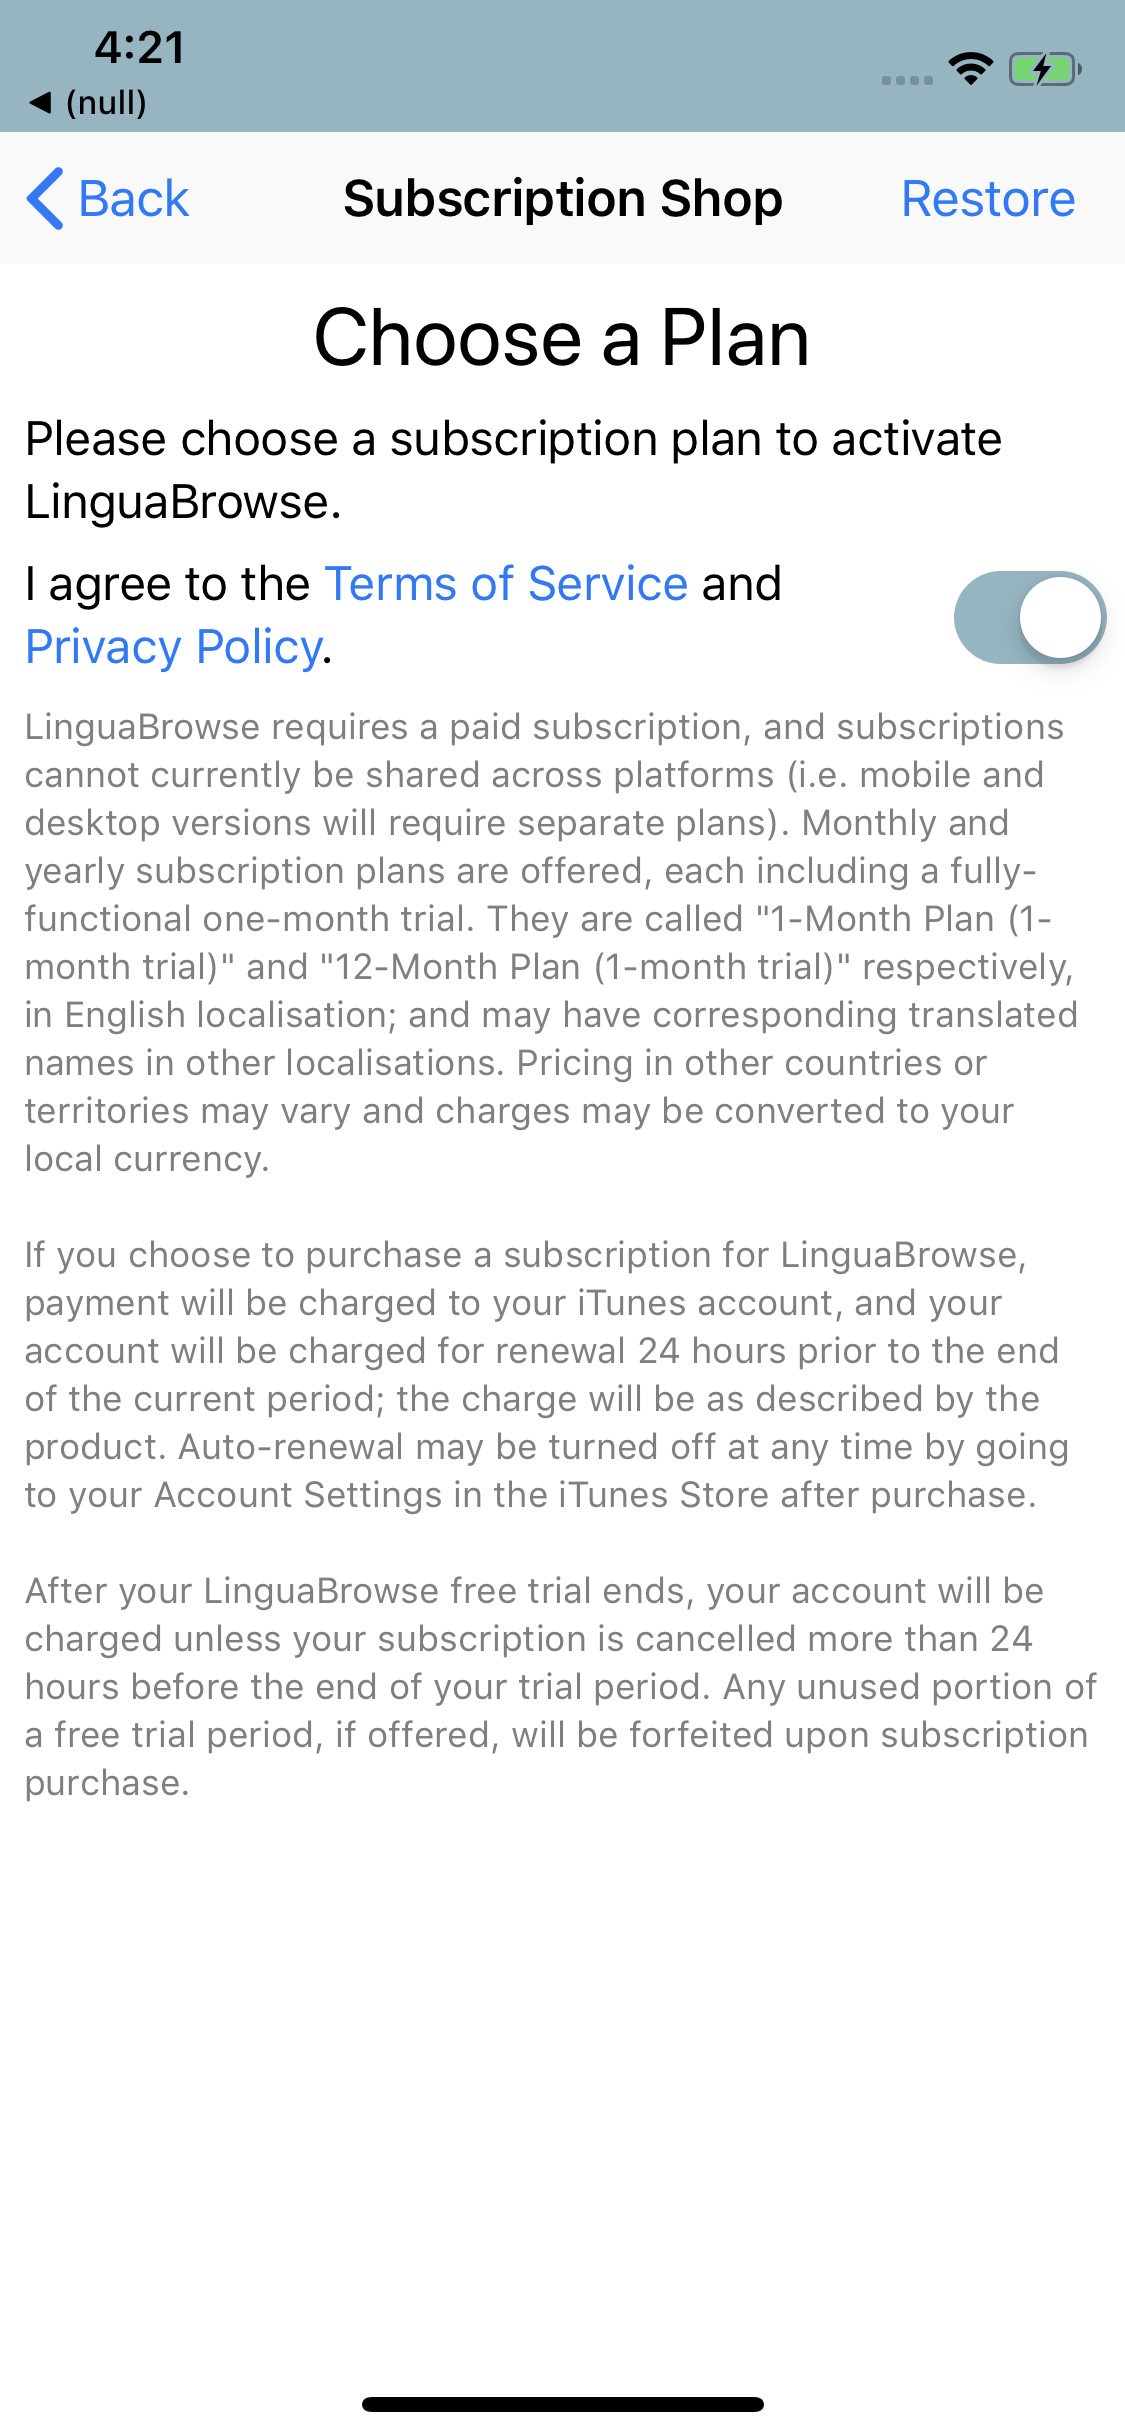 4:21
◀ (null)
Back
Subscription Shop
Restore
Choose a Plan
Please choose a subscription plan to activate
LinguaBrowse.
I agree to the Terms of Service and
Privacy Policy.
LinguaBrowse requires a paid subscription, and subscriptions
cannot currently be shared across platforms (i.e. mobile and
desktop versions will require separate plans). Monthly and
yearly subscription plans are offered, each including a fully-
functional one-month trial. They are called "1-Month Plan (1-
month trial)" and "12-Month Plan (1-month trial)" respectively,
in English localisation; and may have corresponding translated
names in other localisations. Pricing in other countries or
territories may vary and charges may be converted to your
local currency.
If you choose to purchase a subscription for LinguaBrowse,
payment will be charged to your iTunes account, and your
account will be charged for renewal 24 hours prior to the end
of the current period; the charge will be as described by the
product. Auto-renewal may be turned off at any time by going
to your Account Settings in the iTunes Store after purchase.
After your LinguaBrowse free trial ends, your account will be
charged unless your subscription is cancelled more than 24
hours before the end of your trial period. Any unused portion of
a free trial period, if offered, will be forfeited upon subscription
purchase.